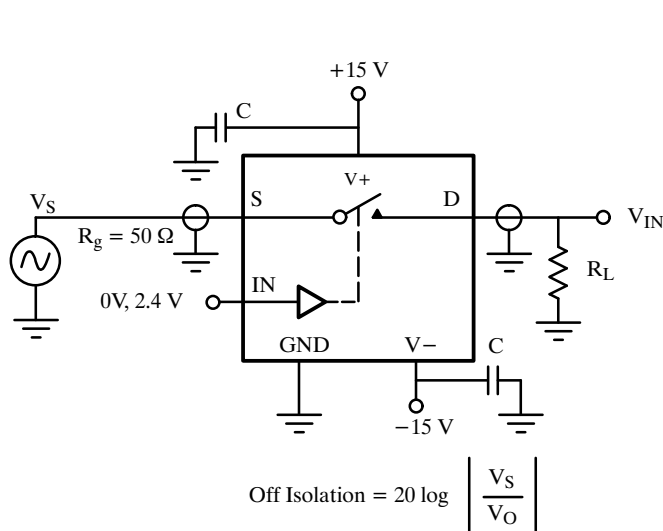 +15 V
C
V+
V_S
S
D
V_IN
R_g = 50 Ω
R_L
0V, 2.4 V
IN
GND
V−
C
−15 V
Off Isolation = 20 log | V_S / V_O |